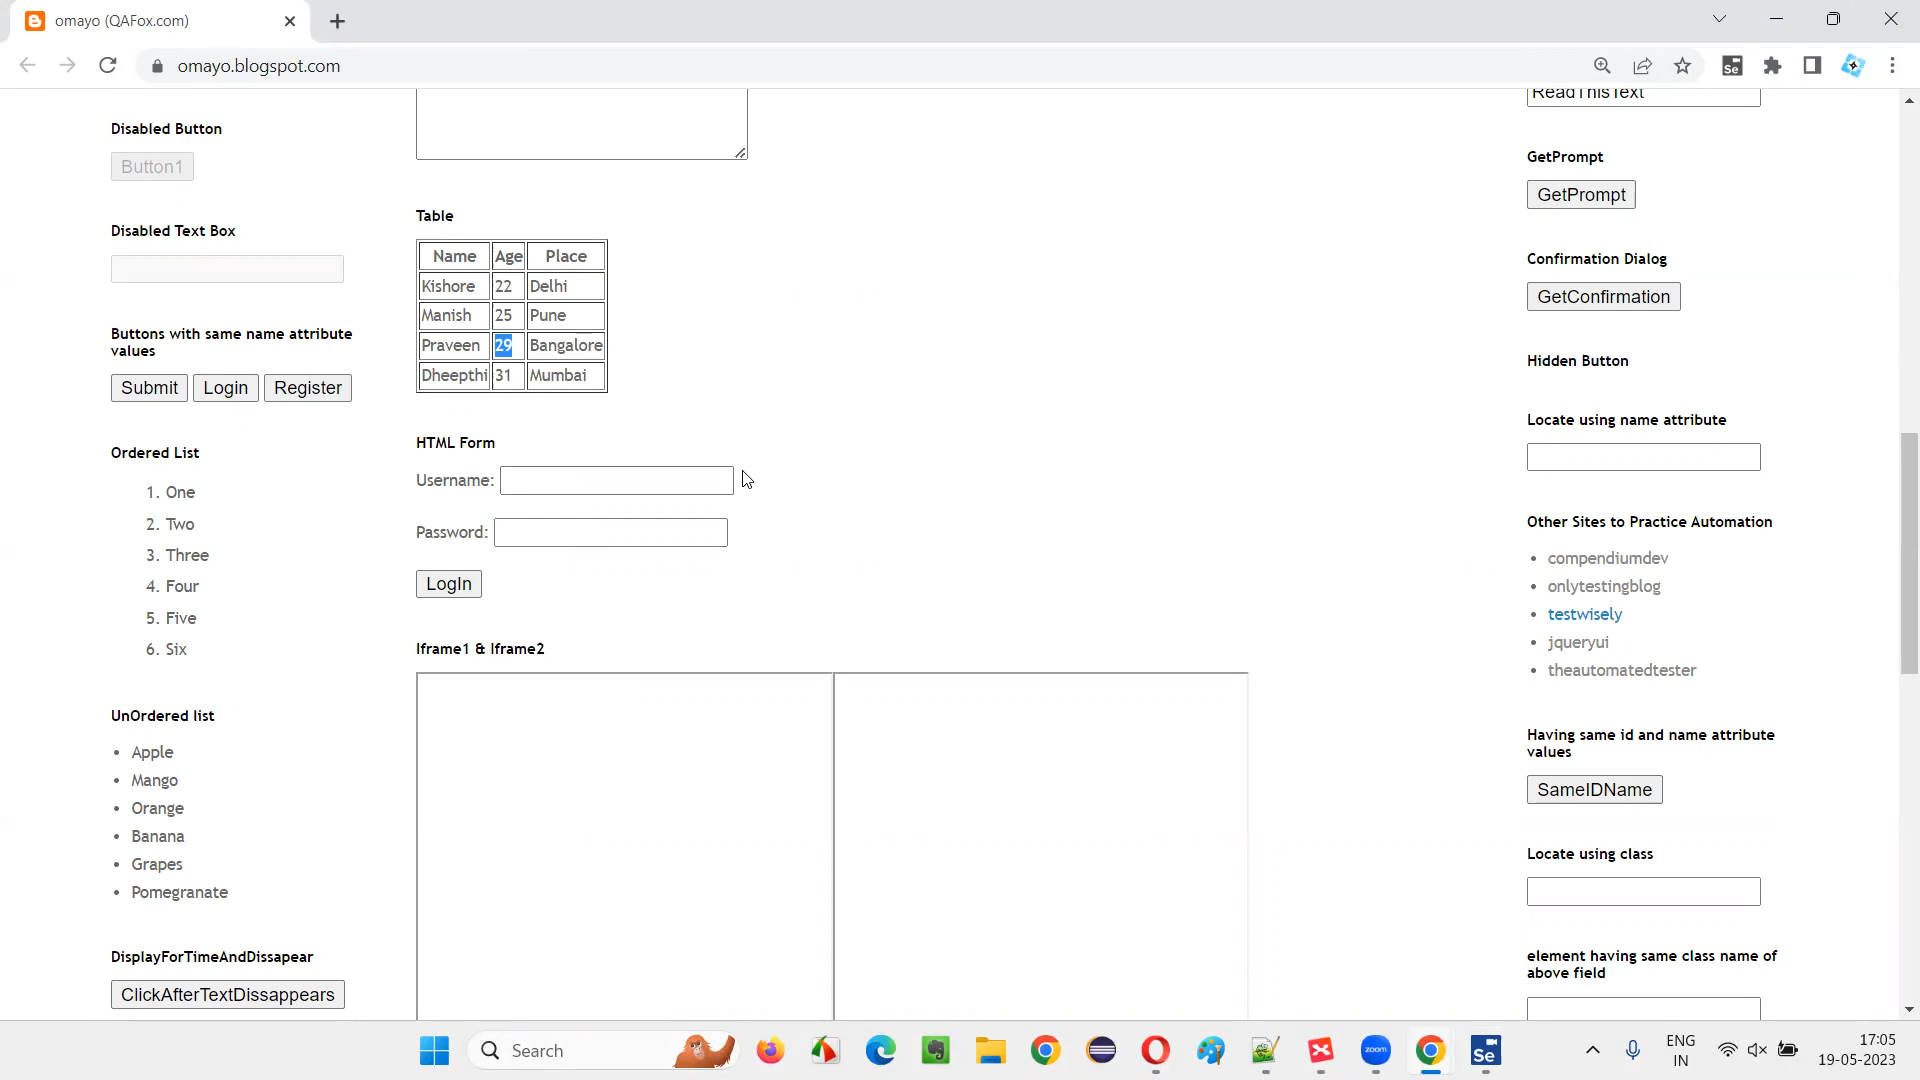 omayo (QAFox.com)
omayo.blogspot.com
Disabled Button
Button1
Disabled Text Box
Buttons with same name attribute
values
Submit Login Register
Ordered List
1. One
2. Two
3. Three
4. Four
5. Five
6. Six
UnOrdered list
• Apple
• Mango
• Orange
• Banana
• Grapes
• Pomegranate
DisplayForTimeAndDissapear
ClickAfterTextDissappears
Table
Name Age Place
Kishore 22 Delhi
Manish 25 Pune
Praveen 29 Bangalore
Dheepthi 31 Mumbai
HTML Form
Username:
Password:
LogIn
Iframe1 & Iframe2
ReadThisText
GetPrompt
GetPrompt
Confirmation Dialog
GetConfirmation
Hidden Button
Locate using name attribute
Other Sites to Practice Automation
• compendiumdev
• onlytestingblog
• testwisely
• jqueryui
• theautomatedtester
Having same id and name attribute
values
SameIDName
Locate using class
element having same class name of
above field
Search
zoom
Se
Se
ENG
IN
17:05
19-05-2023